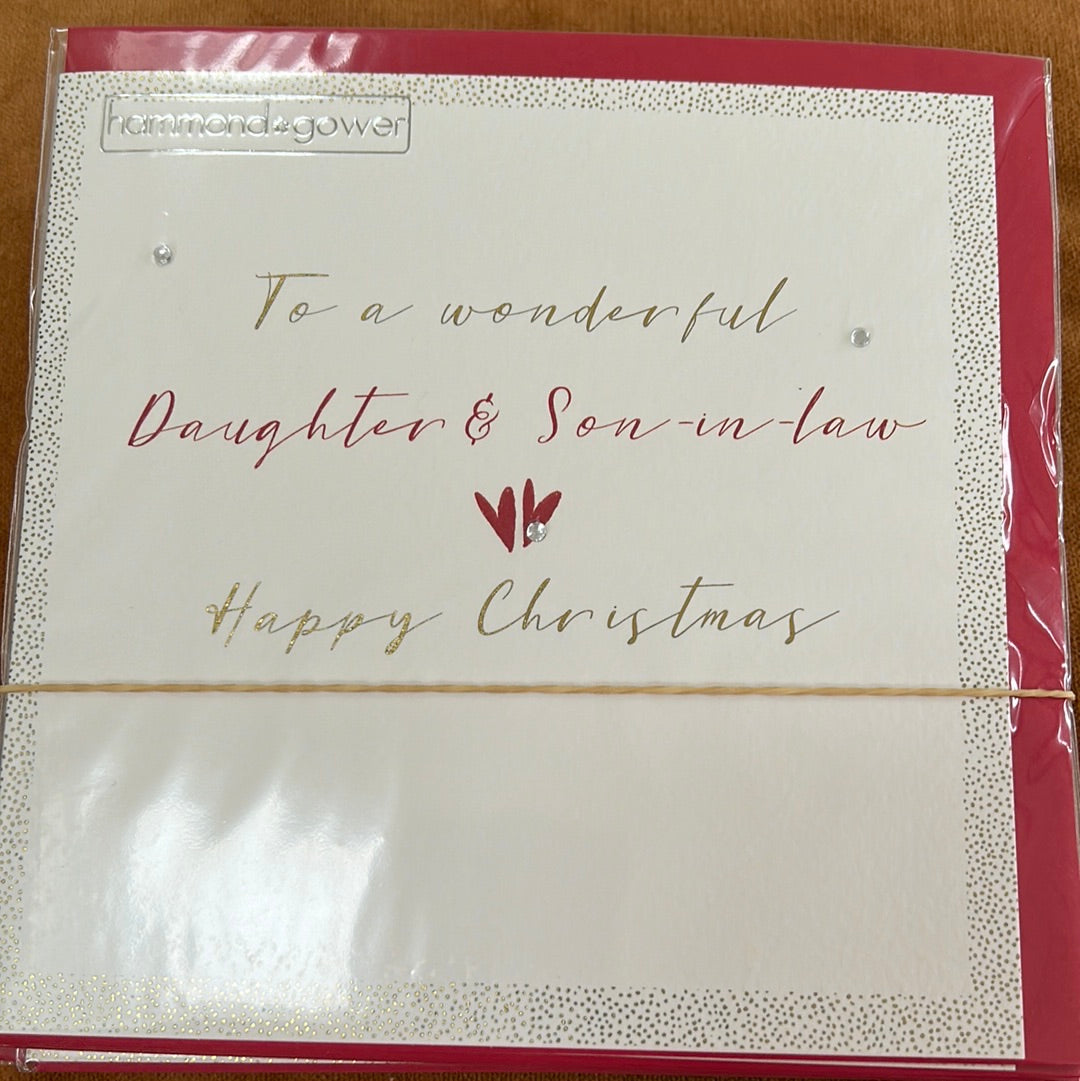 hammond gower
To a wonderful
Daughter & Son-in-law
Happy Christmas